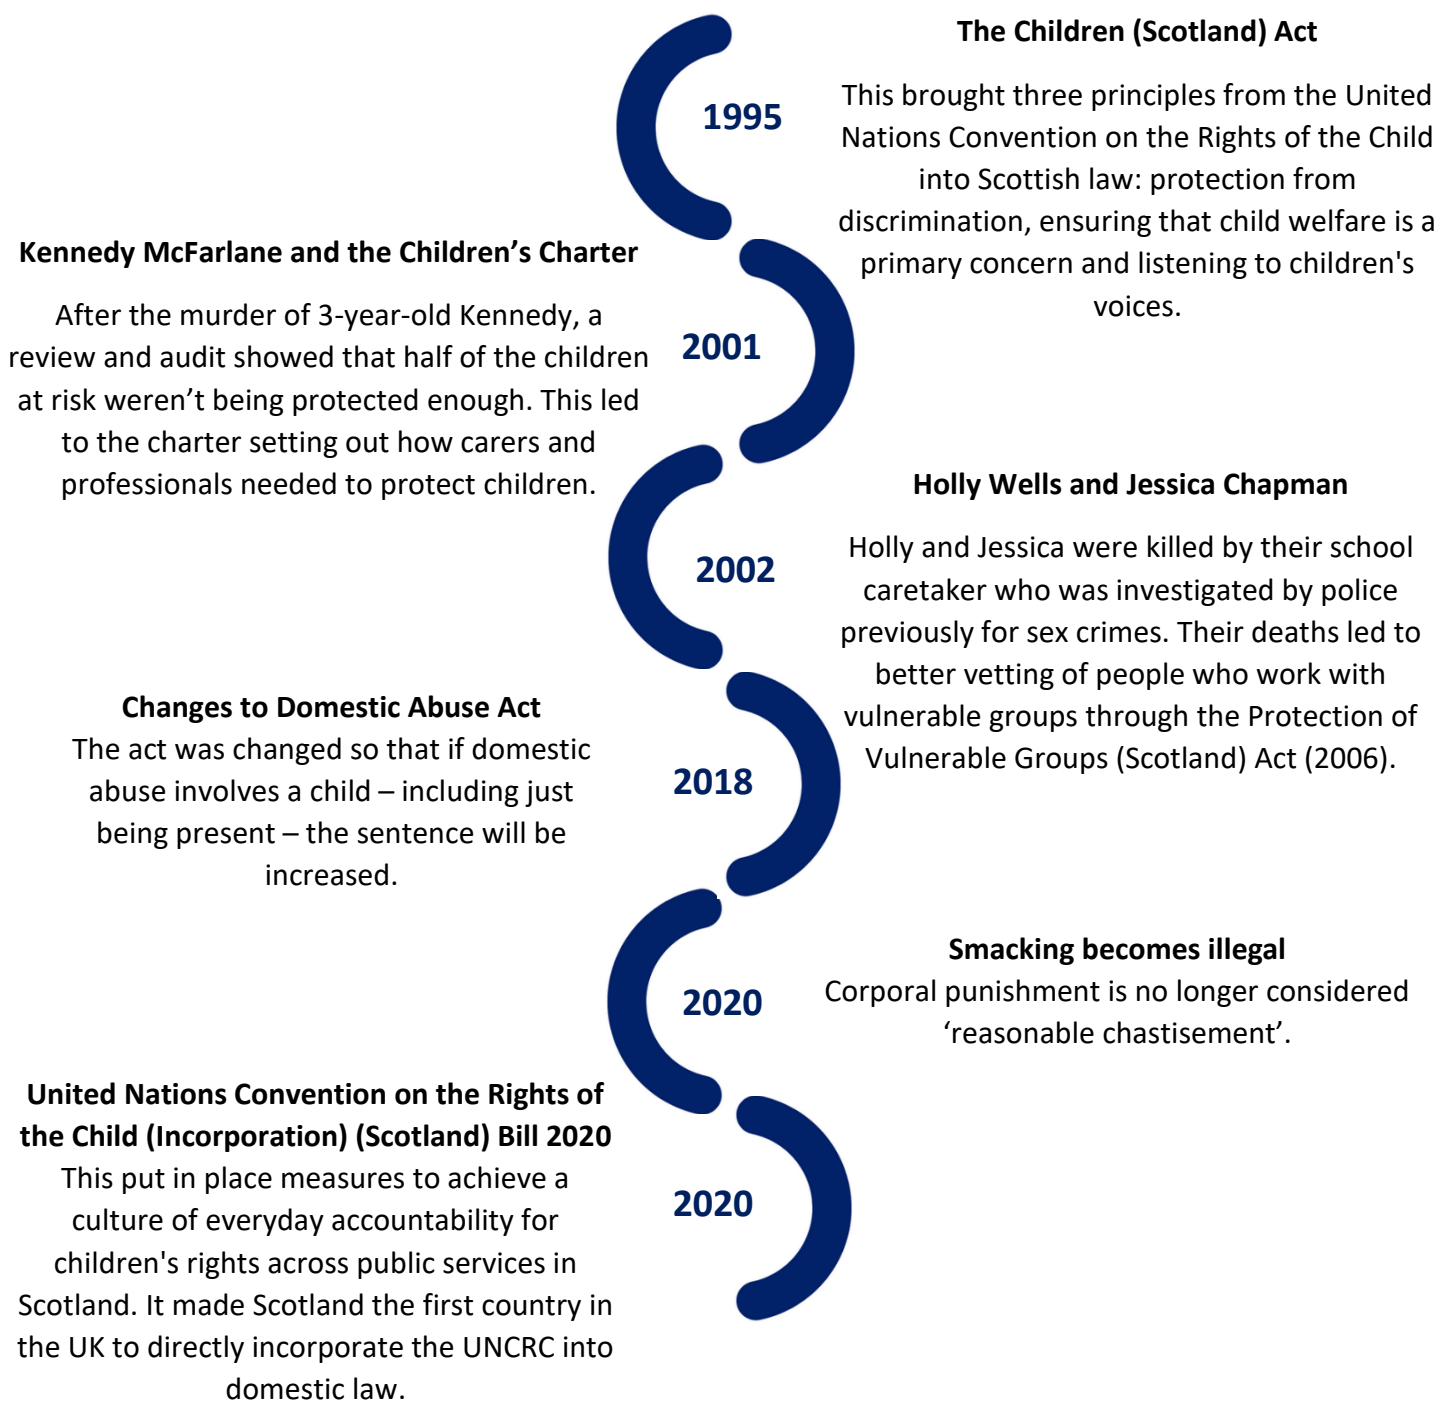 The Children (Scotland) Act
1995
This brought three principles from the United
Nations Convention on the Rights of the Child
into Scottish law: protection from
discrimination, ensuring that child welfare is a
primary concern and listening to children's
voices.
Kennedy McFarlane and the Children’s Charter
After the murder of 3-year-old Kennedy, a
review and audit showed that half of the children
at risk weren’t being protected enough. This led
to the charter setting out how carers and
professionals needed to protect children.
2001
Holly Wells and Jessica Chapman
2002
Holly and Jessica were killed by their school
caretaker who was investigated by police
previously for sex crimes. Their deaths led to
better vetting of people who work with
vulnerable groups through the Protection of
Vulnerable Groups (Scotland) Act (2006).
Changes to Domestic Abuse Act
The act was changed so that if domestic
abuse involves a child – including just
being present – the sentence will be
increased.
2018
Smacking becomes illegal
2020
Corporal punishment is no longer considered
‘reasonable chastisement’.
United Nations Convention on the Rights of
the Child (Incorporation) (Scotland) Bill 2020
This put in place measures to achieve a
culture of everyday accountability for
children's rights across public services in
Scotland. It made Scotland the first country in
the UK to directly incorporate the UNCRC into
domestic law.
2020